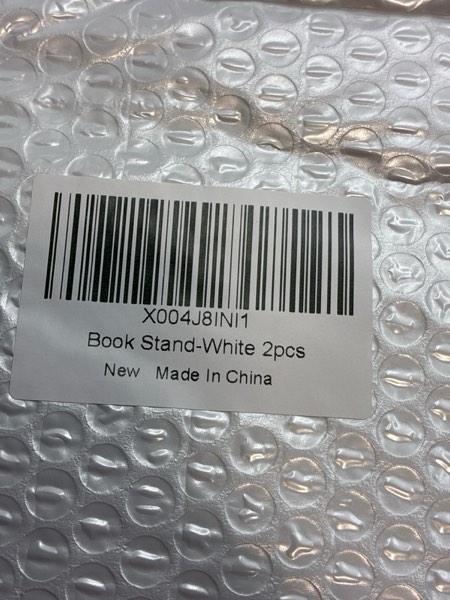 X004J8INI1
Book Stand-White 2pcs
New Made In China